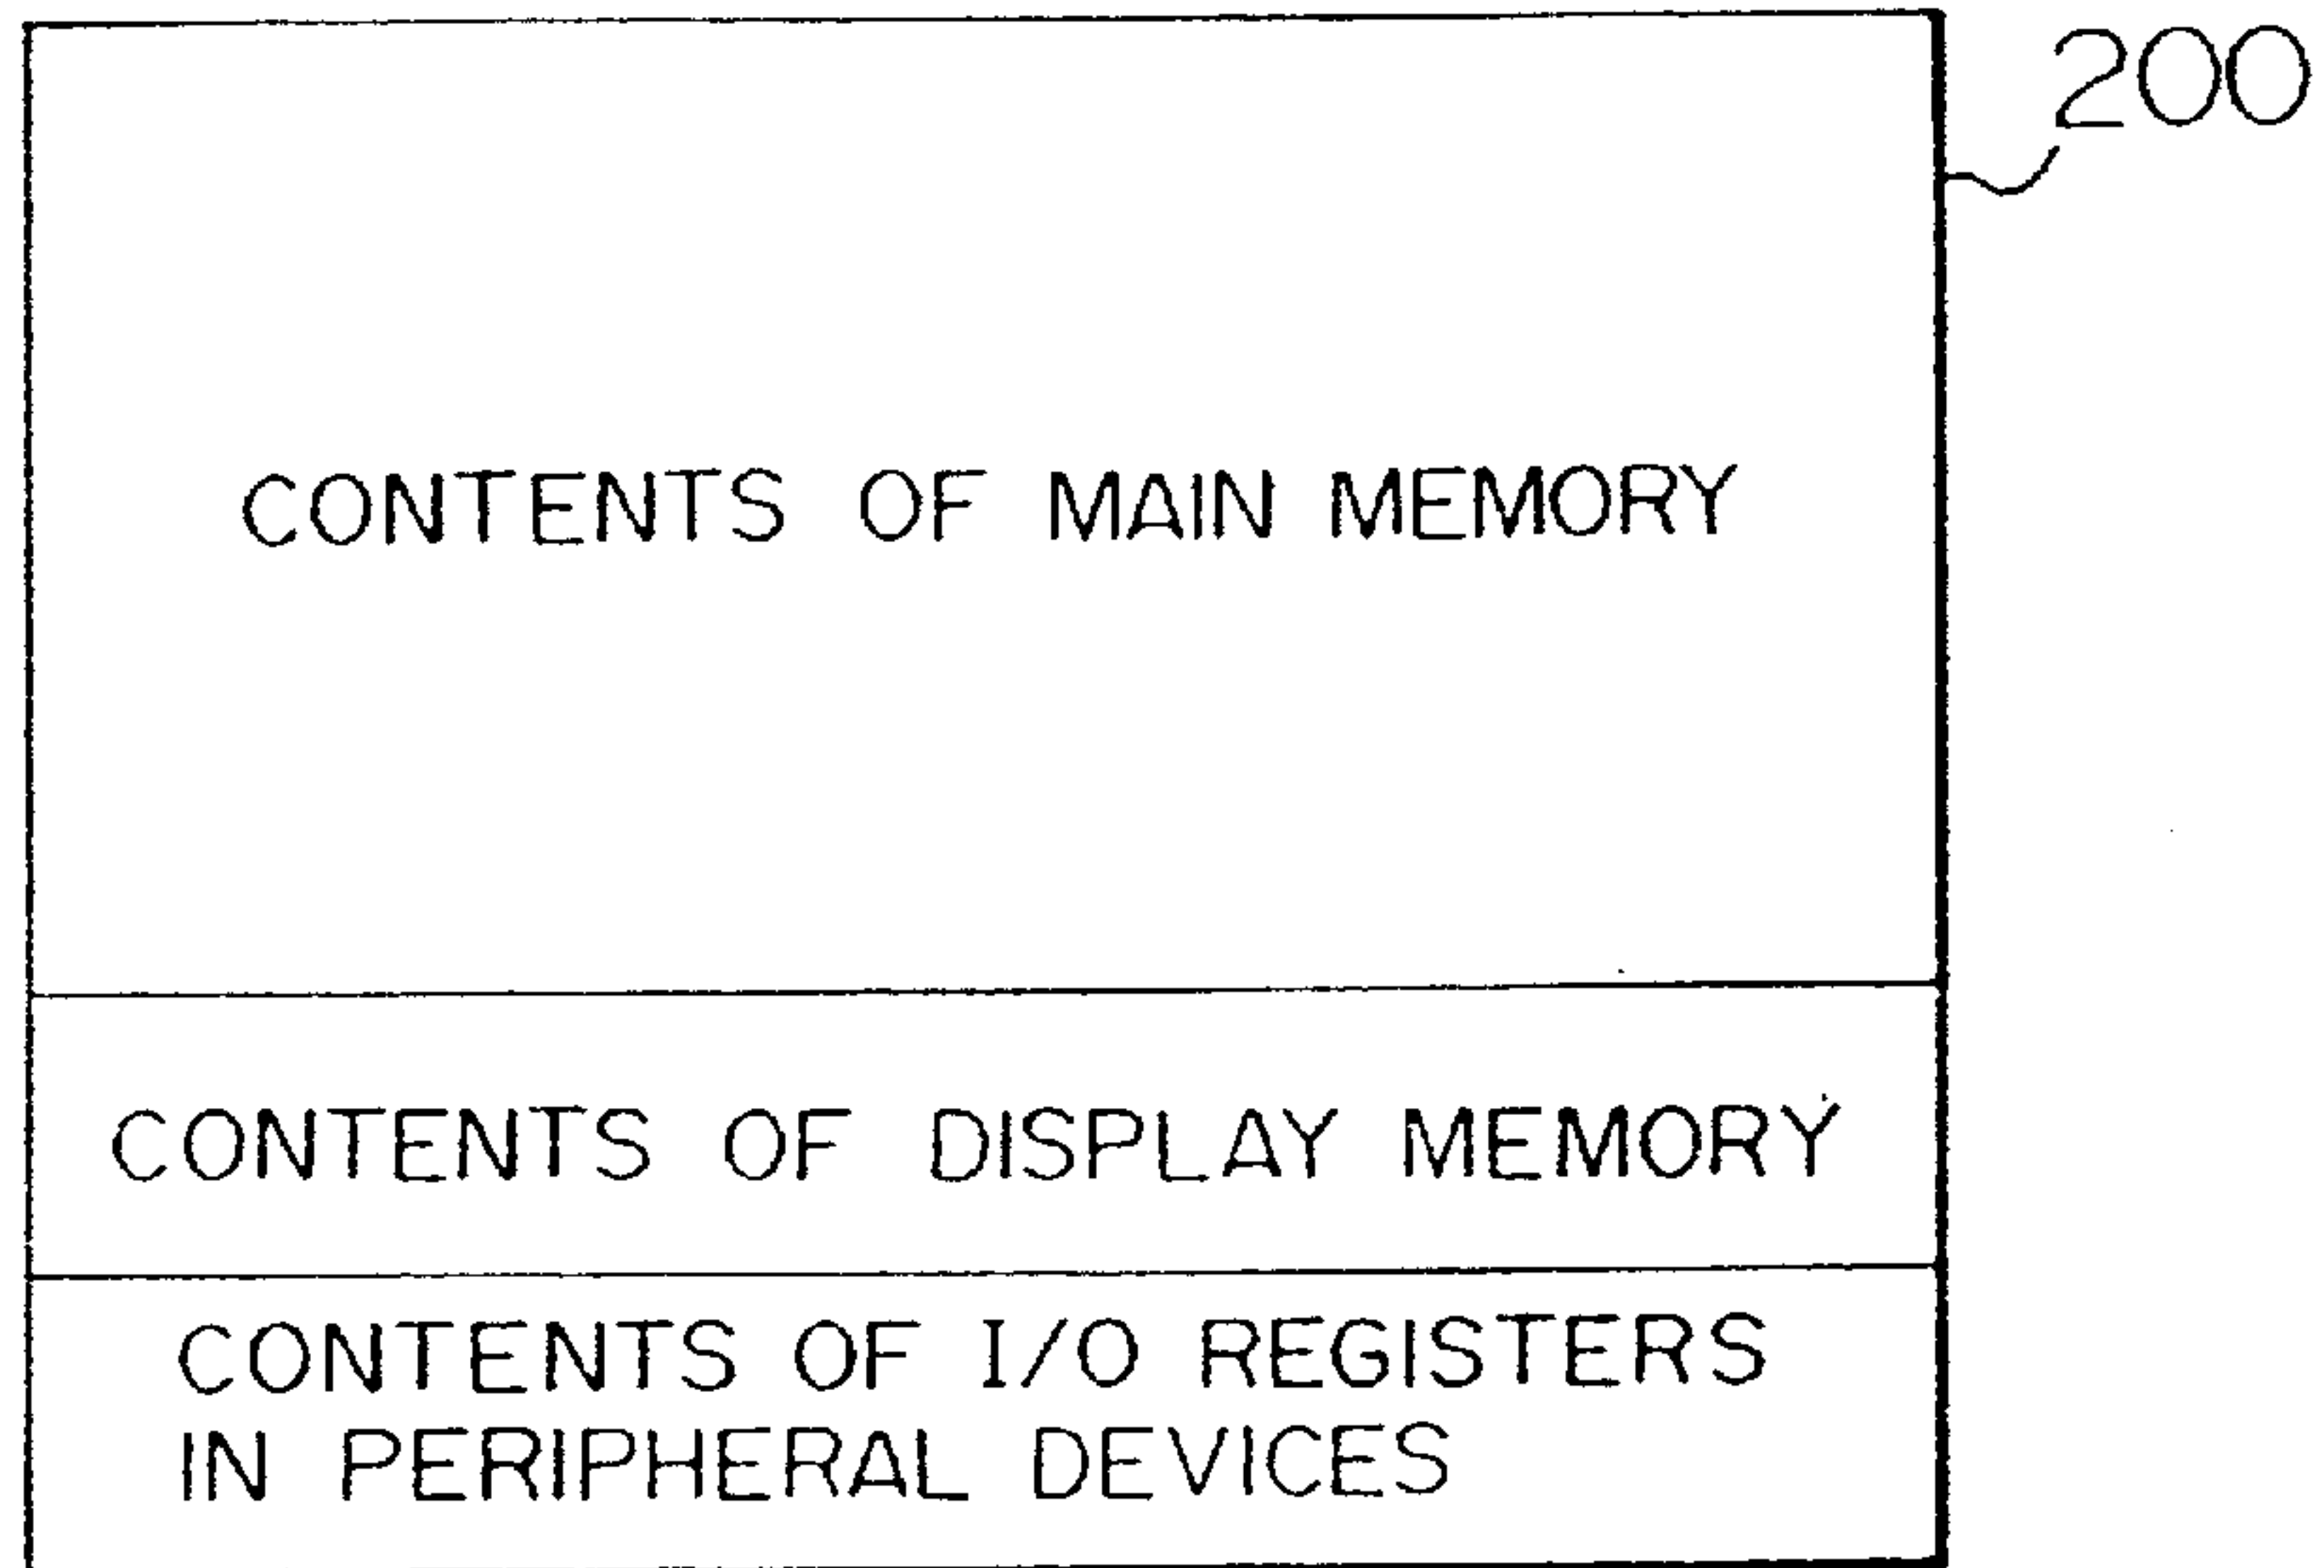 200
CONTENTS OF MAIN MEMORY
CONTENTS OF DISPLAY MEMORY
CONTENTS OF I/O REGISTERS
IN PERIPHERAL DEVICES